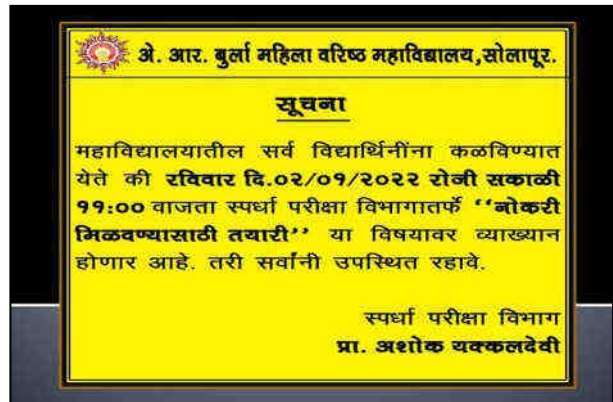 ओ. आर. बुर्ला महिला वरिष्ठ महाविद्यालय,सोलापूर.
सूचना
महाविद्यालयातील सर्व विद्यार्थिनींना कळविण्यात
येते की रविवार दि.०२/०१/२०२२ रोजी सकाळी
११:०० वाजता स्पर्धा परीक्षा विभागातर्फे ‘‘नोकरी
मिळवण्यासाठी तयारी’’ या विषयावर व्याख्यान
होणार आहे. तरी सर्वांनी उपस्थित रहावे.
स्पर्धा परीक्षा विभाग
प्रा. अशोक यक्कलदेवी